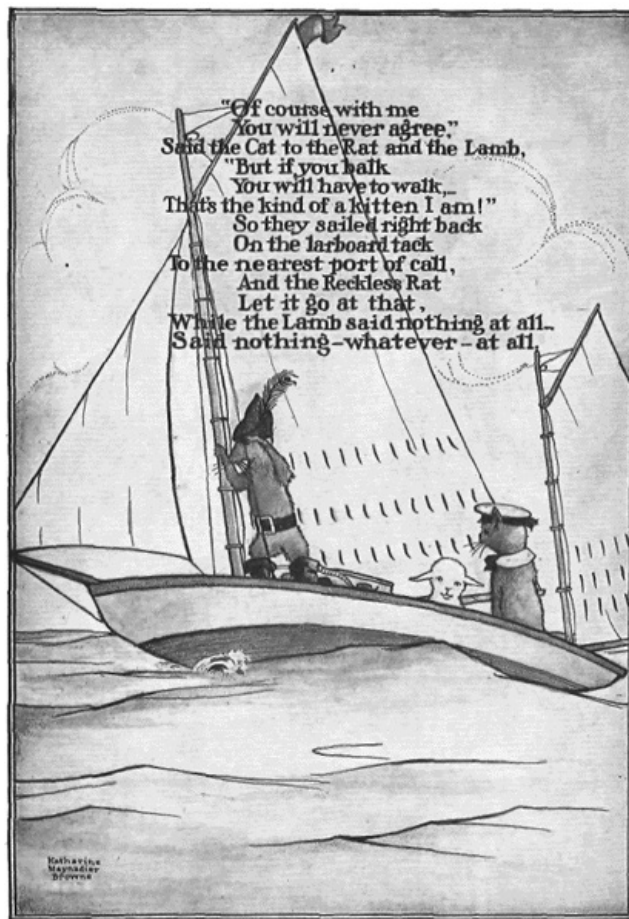 "Of course with me
You will never agree,"
Said the Cat to the Rat and the Lamb,
"But if you balk
You will have to walk,—
That's the kind of a kitten I am!"
So they sailed right back
On the larboard tack
To the nearest port of call,
And the Reckless Rat
Let it go at that,
While the Lamb said nothing at all—
Said nothing—whatever—at all.
Katharine
Maynadier
Browne